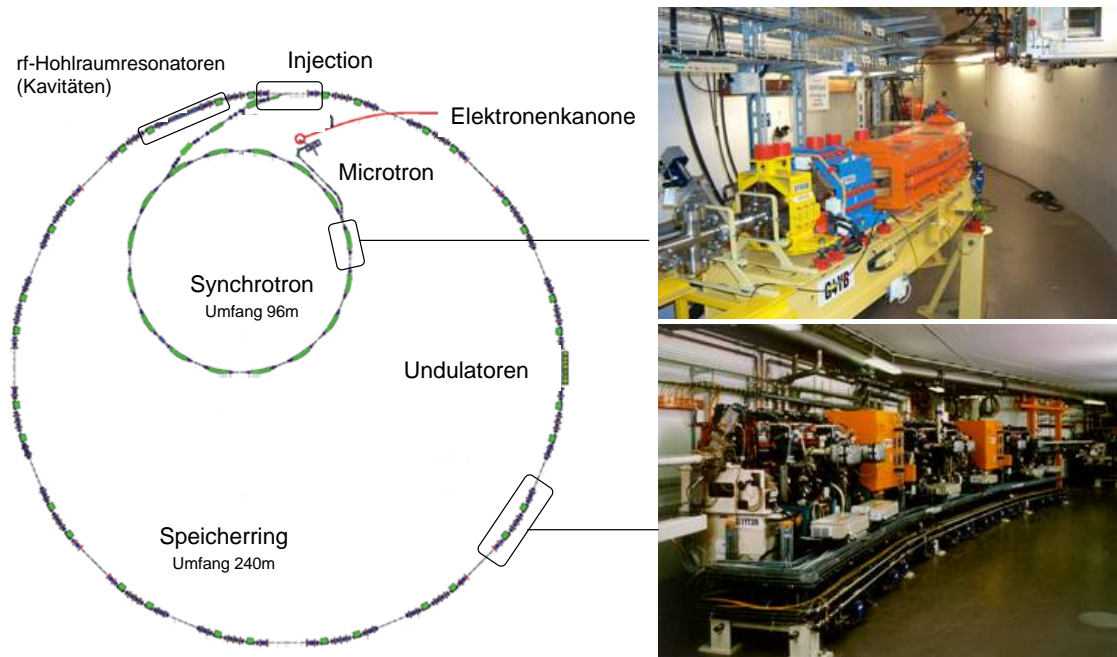 rf-Hohlraumresonatoren
(Kavitäten)
Injection
Elektronenkanone
Microtron
Synchrotron
Umfang 96m
Undulatoren
Speicherring
Umfang 240m